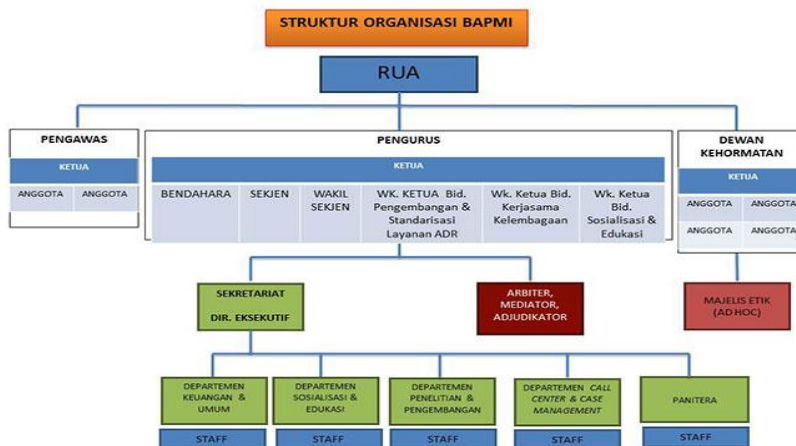 STRUKTUR ORGANISASI BAPMI
RUA
PENGAWAS
KETUA
ANGGOTA ANGGOTA
PENGURUS
KETUA
BENDAHARA
SEKJEN
WAKIL
SEKJEN
WK. KETUA Bid.
Pengembangan &
Standarisasi
Layanan ADR
Wk. Ketua Bid.
Kerjasama
Kelembagaan
Wk. Ketua
Bid.
Sosialisasi &
Edukasi
DEWAN
KEHORMATAN
KETUA
ANGGOTA ANGGOTA
ANGGOTA ANGGOTA
SEKRETARIAT
DIR. EKSEKUTIF
ARBITER,
MEDIATOR,
ADJUDIKATOR
MAJELIS ETIK
(AD HOC)
DEPARTEMEN
KEUANGAN &
UMUM
DEPARTEMEN
SOSIALISASI &
EDUKASI
DEPARTEMEN
PENELITIAN &
PENGEMBANGAN
DEPARTEMEN CALL
CENTER & CASE
MANAGEMENT
PANITERA
STAFF
STAFF
STAFF
STAFF
STAFF